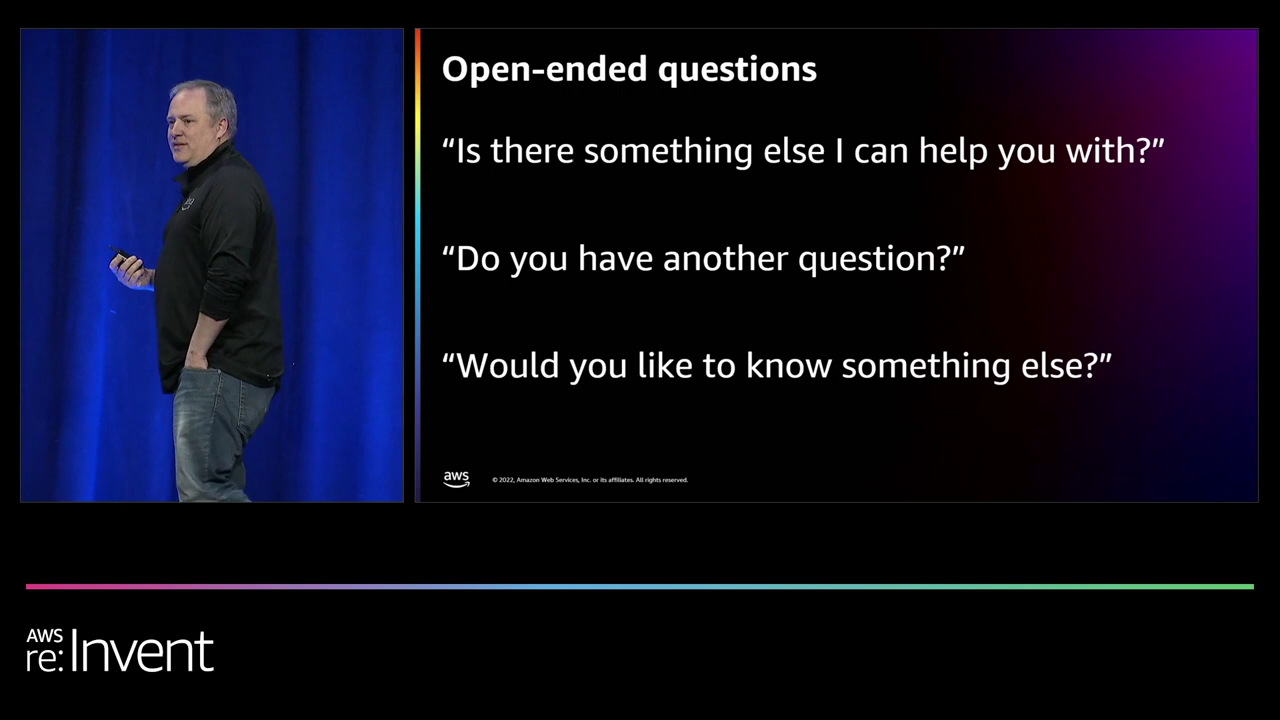 Open-ended questions
“Is there something else I can help you with?”
“Do you have another question?”
“Would you like to know something else?”
aws
© 2022, Amazon Web Services, Inc. or its affiliates. All rights reserved.
AWS
re:Invent